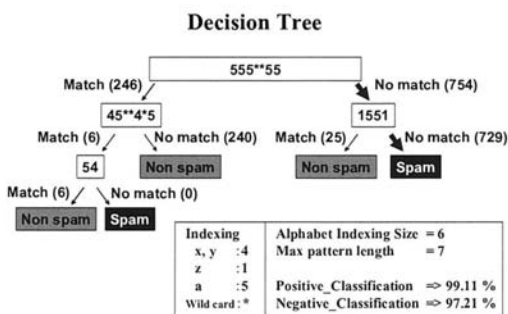 Decision Tree
555**55
Match (246)
No match (754)
45**4*5
1551
Match (6)
No match (240)
Match (25)
No match (729)
54
Non spam
Non spam
Spam
Match (6)
No match (0)
Non spam
Spam
Indexing
x, y : 4
z : 1
a : 5
Wild card : *
Alphabet Indexing Size = 6
Max pattern length = 7
Positive_Classification => 99.11 %
Negative_Classification => 97.21 %